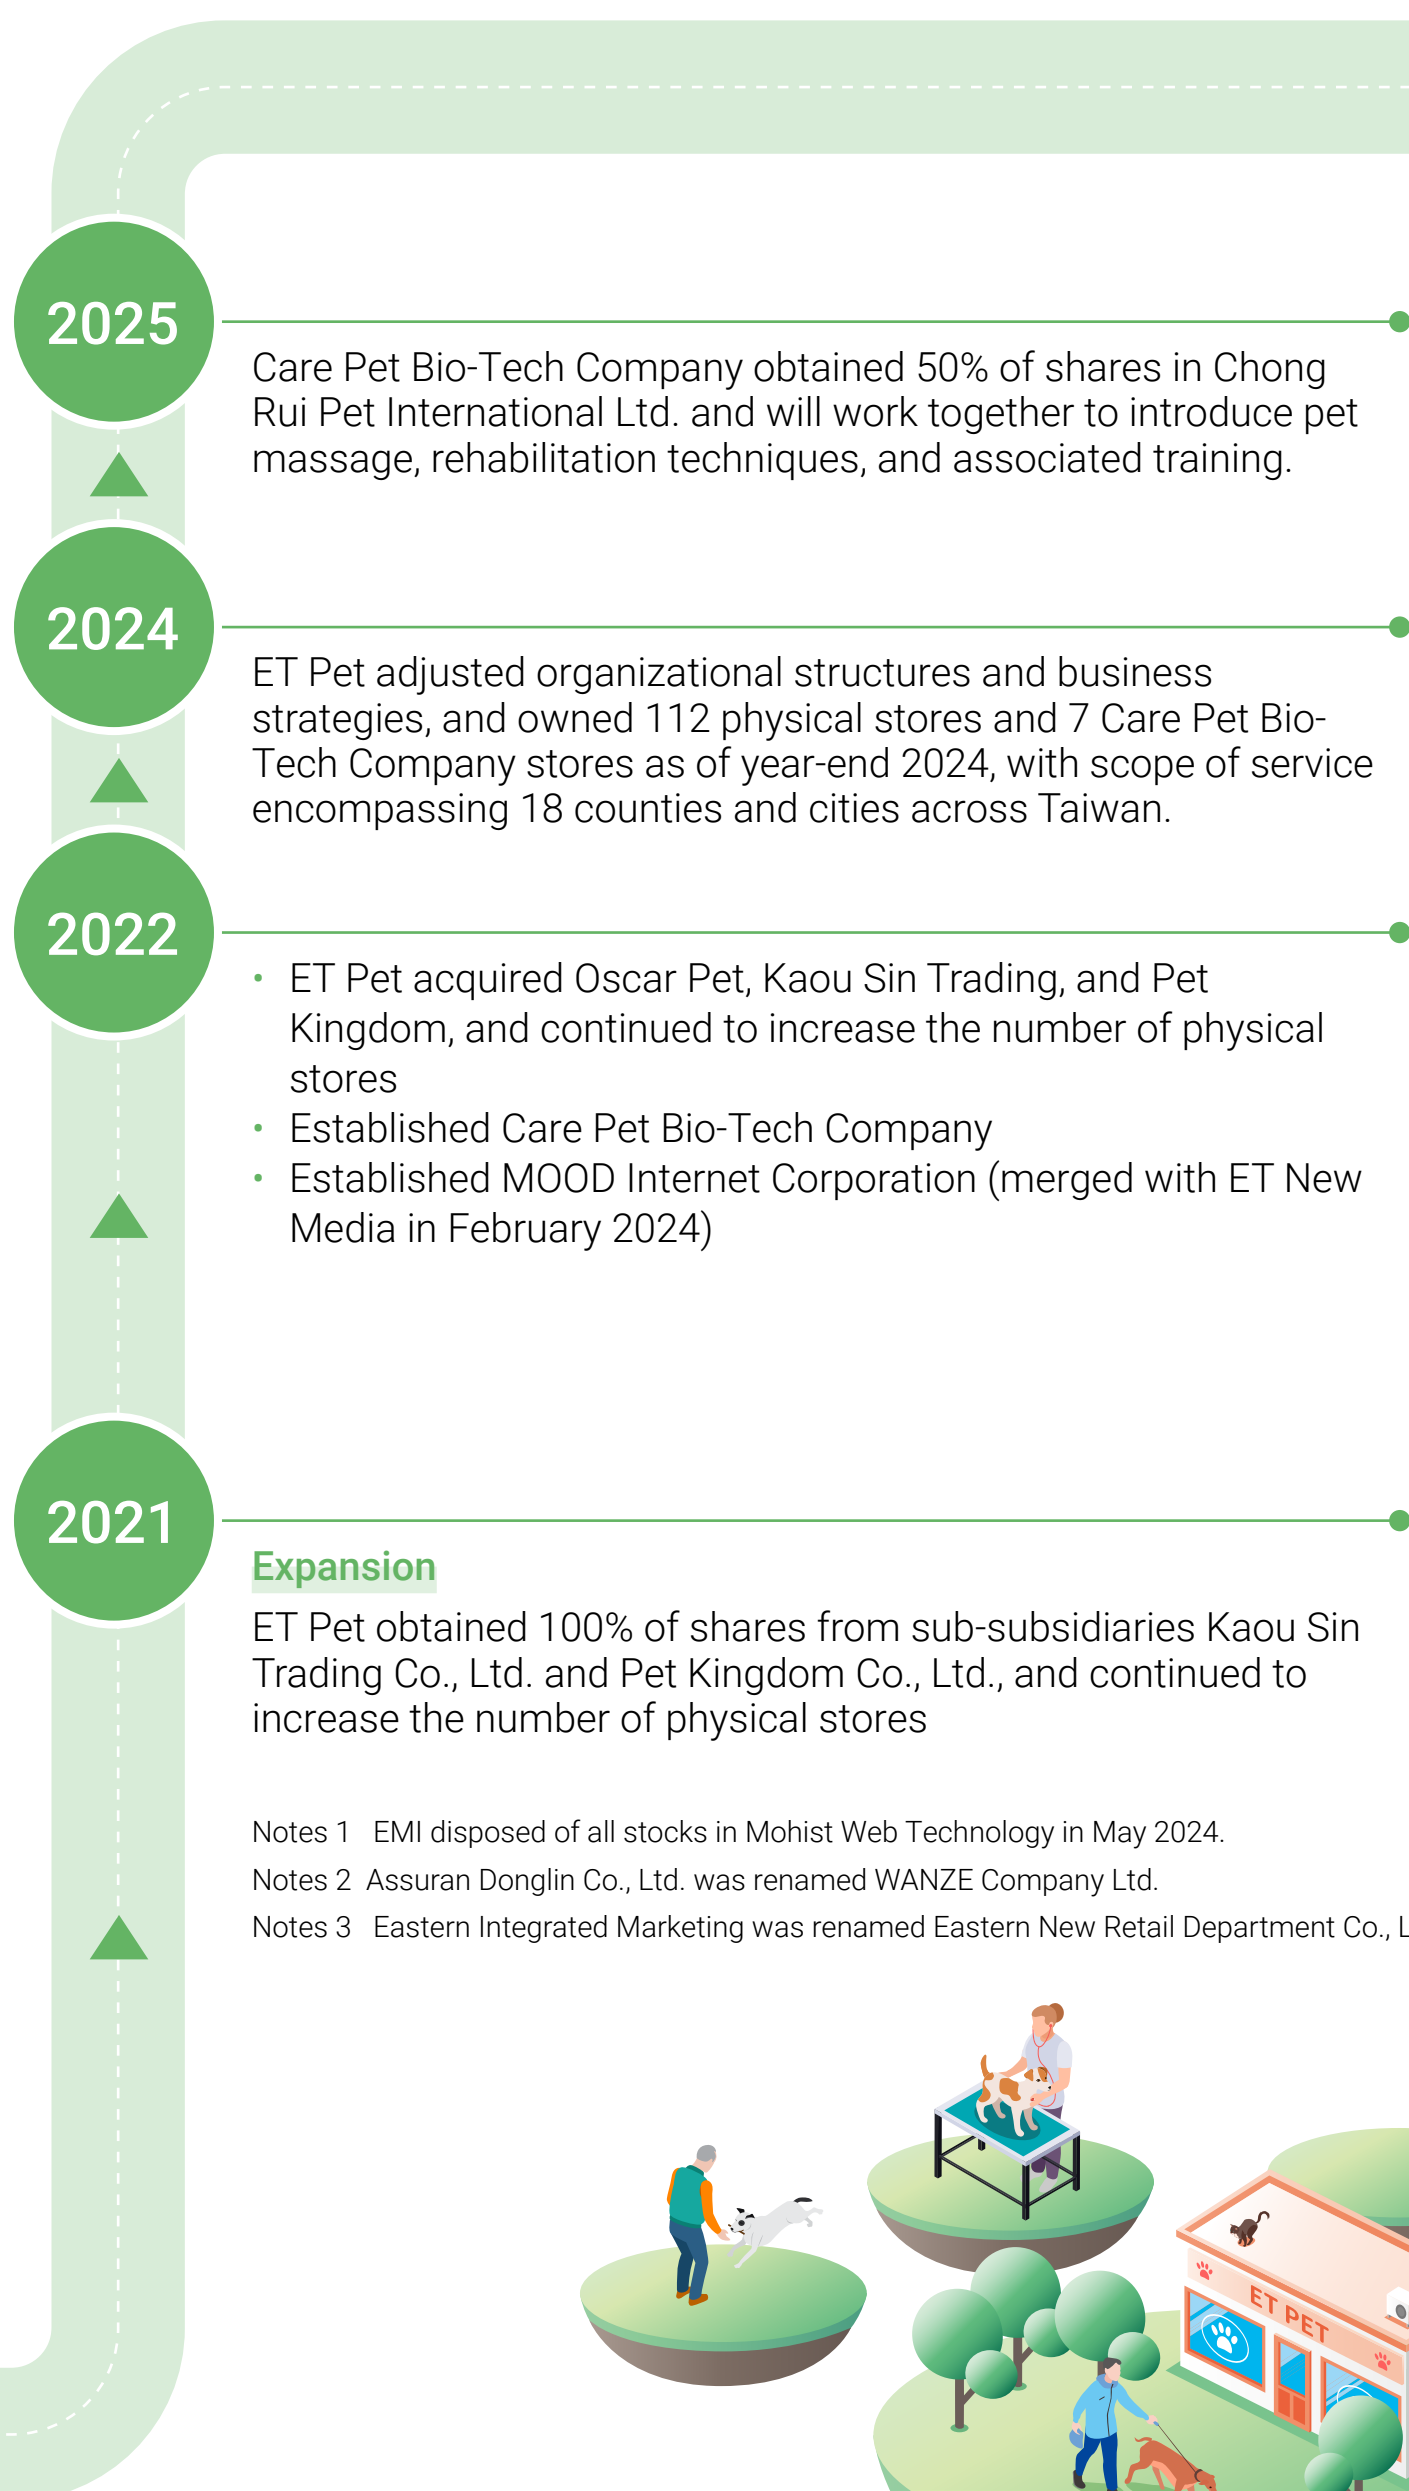 2025
Care Pet Bio-Tech Company obtained 50% of shares in Chong
Rui Pet International Ltd. and will work together to introduce pet
massage, rehabilitation techniques, and associated training.
2024
ET Pet adjusted organizational structures and business
strategies, and owned 112 physical stores and 7 Care Pet Bio-
Tech Company stores as of year-end 2024, with scope of service
encompassing 18 counties and cities across Taiwan.
2022
• ET Pet acquired Oscar Pet, Kaou Sin Trading, and Pet
Kingdom, and continued to increase the number of physical
stores
• Established Care Pet Bio-Tech Company
• Established MOOD Internet Corporation (merged with ET New
Media in February 2024)
2021
Expansion
ET Pet obtained 100% of shares from sub-subsidiaries Kaou Sin
Trading Co., Ltd. and Pet Kingdom Co., Ltd., and continued to
increase the number of physical stores
Notes 1 EMI disposed of all stocks in Mohist Web Technology in May 2024.
Notes 2 Assuran Donglin Co., Ltd. was renamed WANZE Company Ltd.
Notes 3 Eastern Integrated Marketing was renamed Eastern New Retail Department Co.,
ET PET